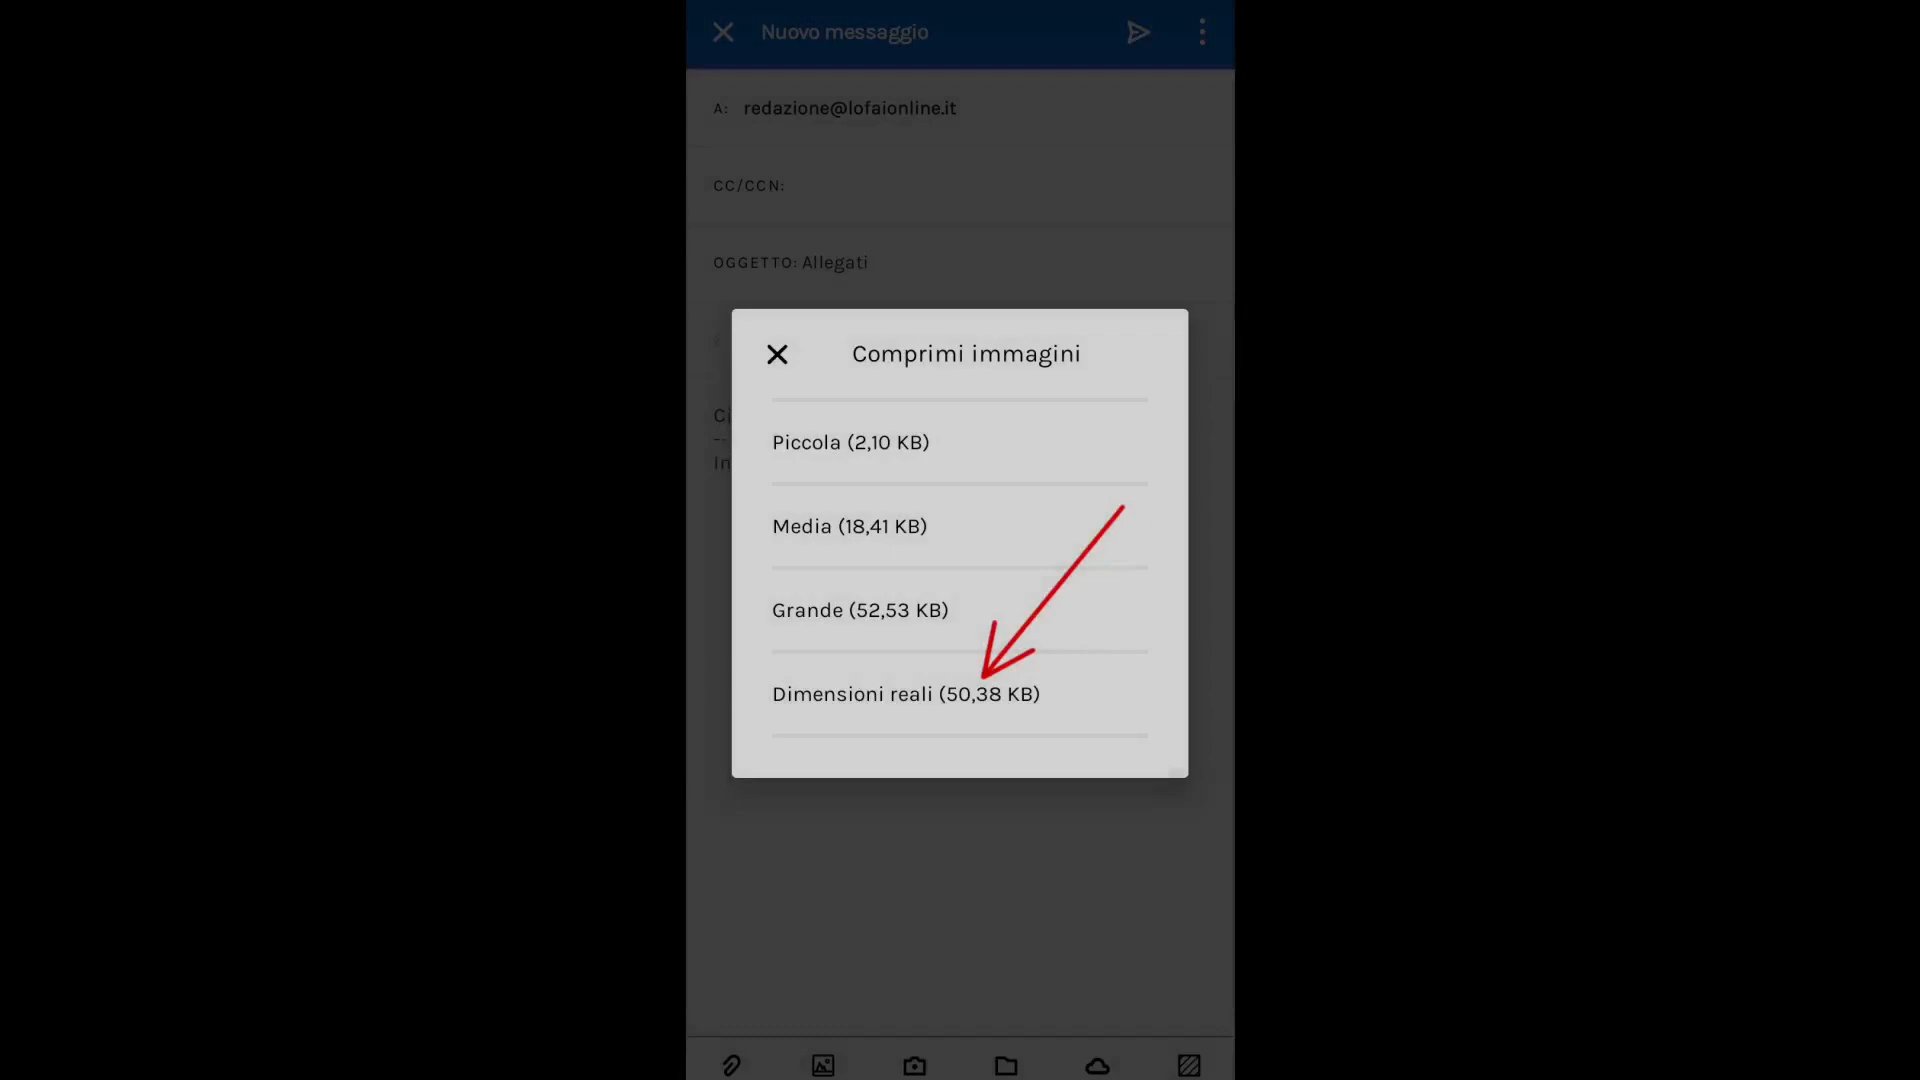 Nuovo messaggio
A: redazione@lofaionline.it
CC/CCN:
OGGETTO: Allegati
Comprimi immagini
Piccola (2,10 KB)
Media (18,41 KB)
Grande (52,53 KB)
Dimensioni reali (50,38 KB)